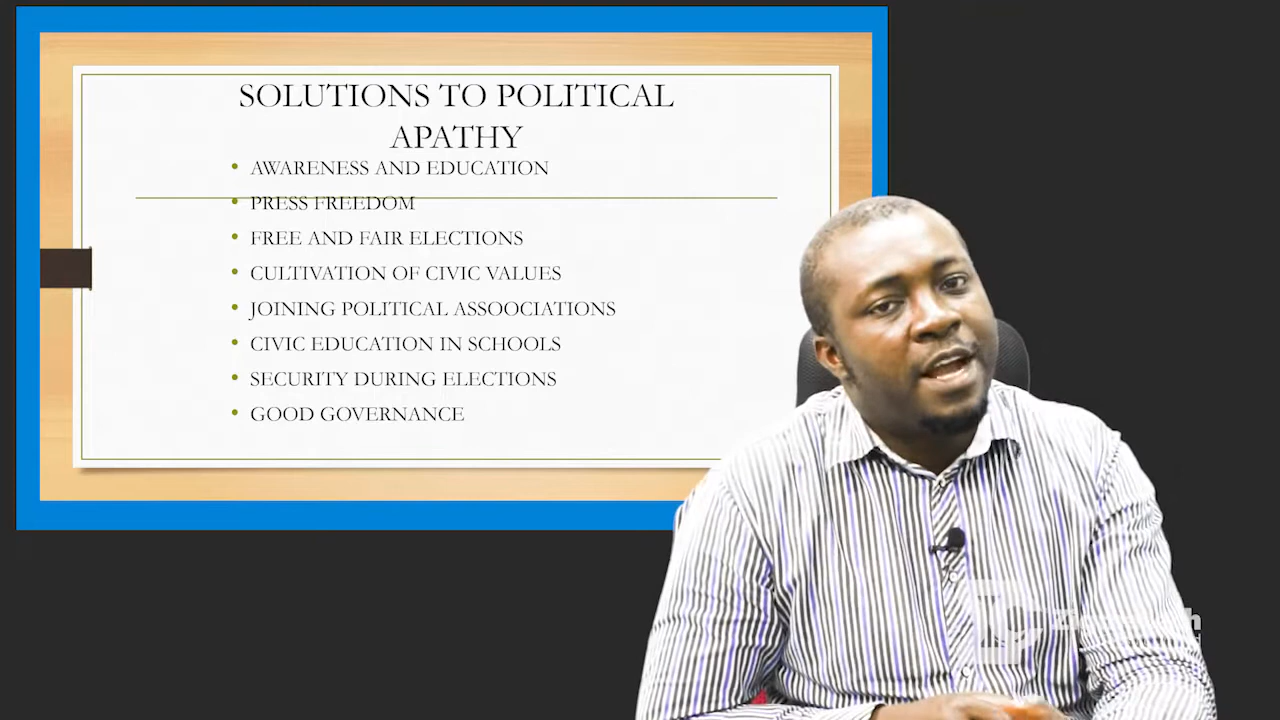 SOLUTIONS TO POLITICAL
APATHY
• AWARENESS AND EDUCATION
• PRESS FREEDOM
• FREE AND FAIR ELECTIONS
• CULTIVATION OF CIVIC VALUES
• JOINING POLITICAL ASSOOCIATIONS
• CIVIC EDUCATION IN SCHOOLS
• SECURITY DURING ELECTIONS
• GOOD GOVERNANCE